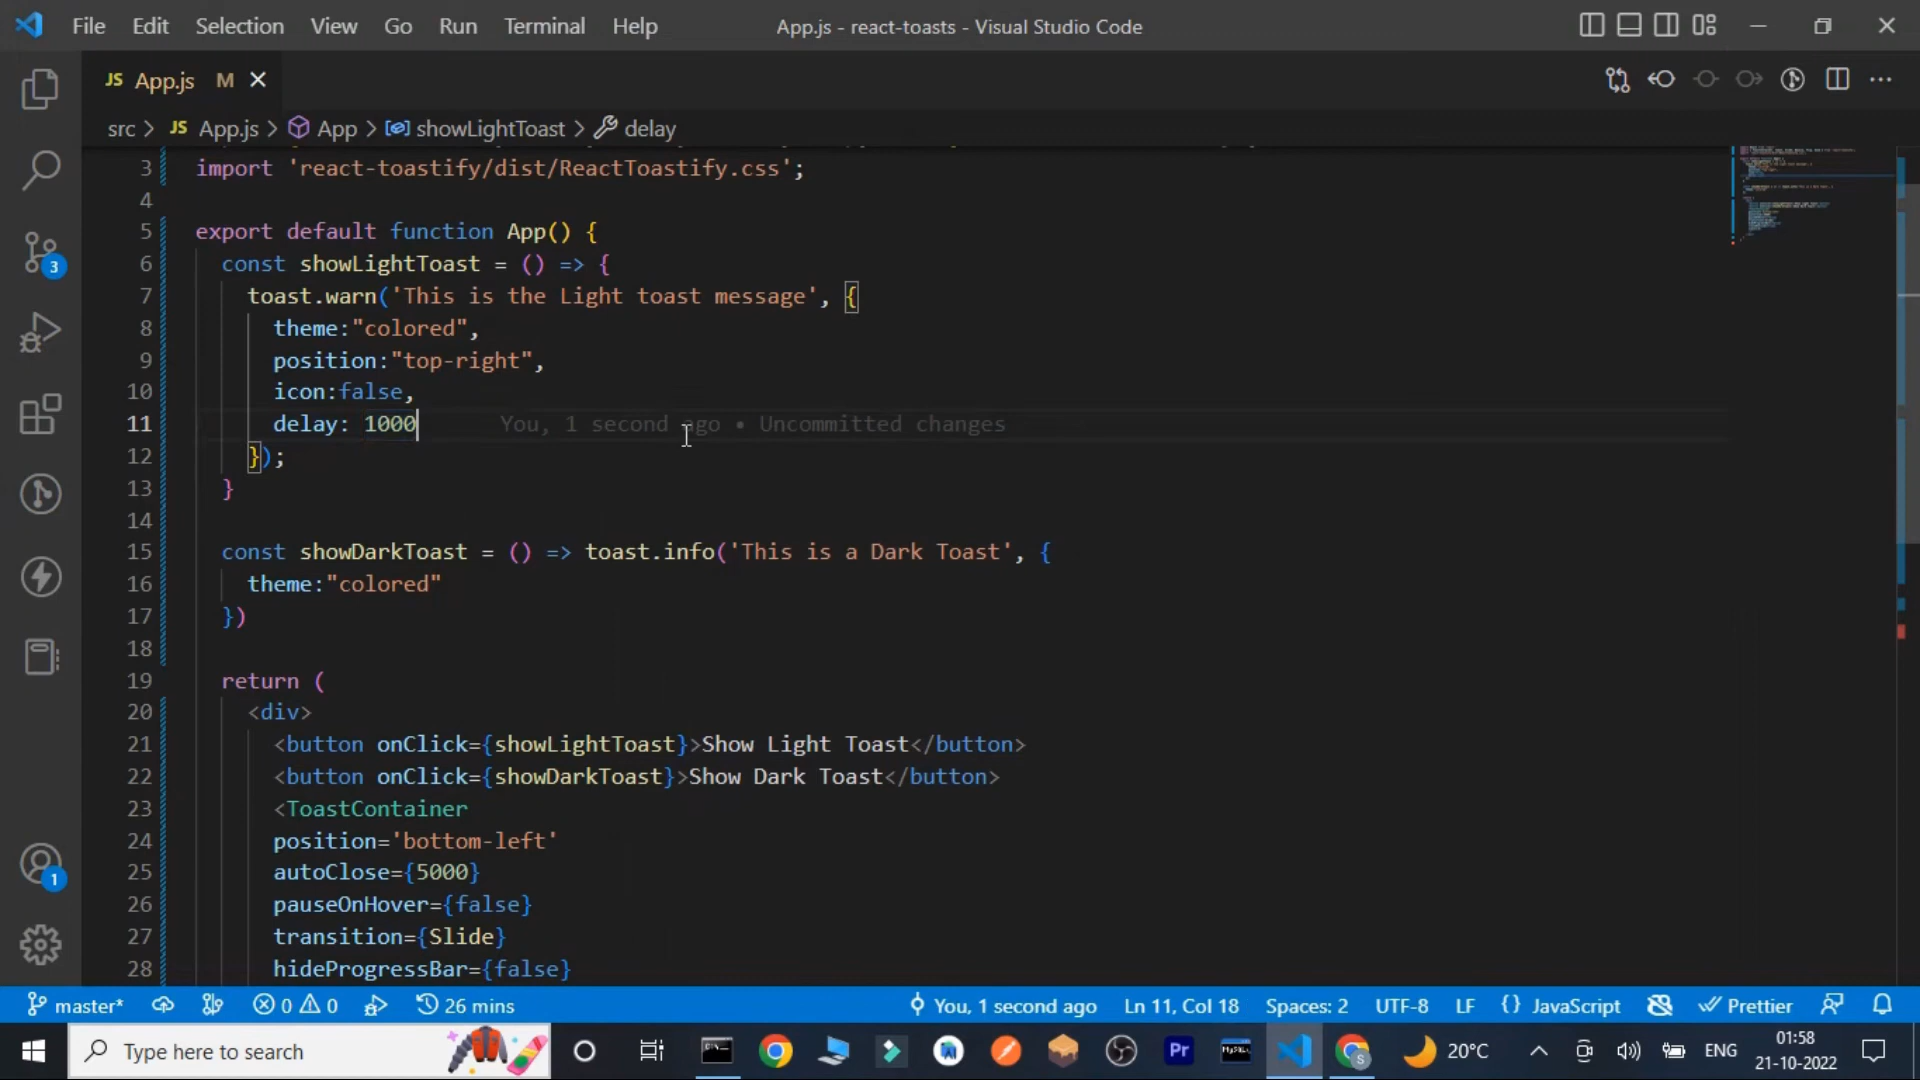 File Edit Selection View Go Run Terminal Help App.js - react-toasts - Visual Studio Code
JS App.js M
src > JS App.js > App > showLightToast > delay
3 import 'react-toastify/dist/ReactToastify.css';
4
5 export default function App() {
6 const showLightToast = () => {
7 toast.warn('This is the Light toast message', {
8 theme:"colored",
9 position:"top-right",
10 icon:false,
11 delay: 1000 You, 1 second ago • Uncommitted changes
12 });
13 }
14
15 const showDarkToast = () => toast.info('This is a Dark Toast', {
16 theme:"colored"
17 })
18
19 return (
20 <div>
21 <button onClick={showLightToast}>Show Light Toast</button>
22 <button onClick={showDarkToast}>Show Dark Toast</button>
23 <ToastContainer
24 position='bottom-left'
25 autoClose={5000}
26 pauseOnHover={false}
27 transition={Slide}
28 hideProgressBar={false}
3
1
master* 0 0 26 mins You, 1 second ago Ln 11, Col 18 Spaces: 2 UTF-8 LF {} JavaScript Prettier
Type here to search Pr MySQL S 20°C ENG 01:58
21-10-2022